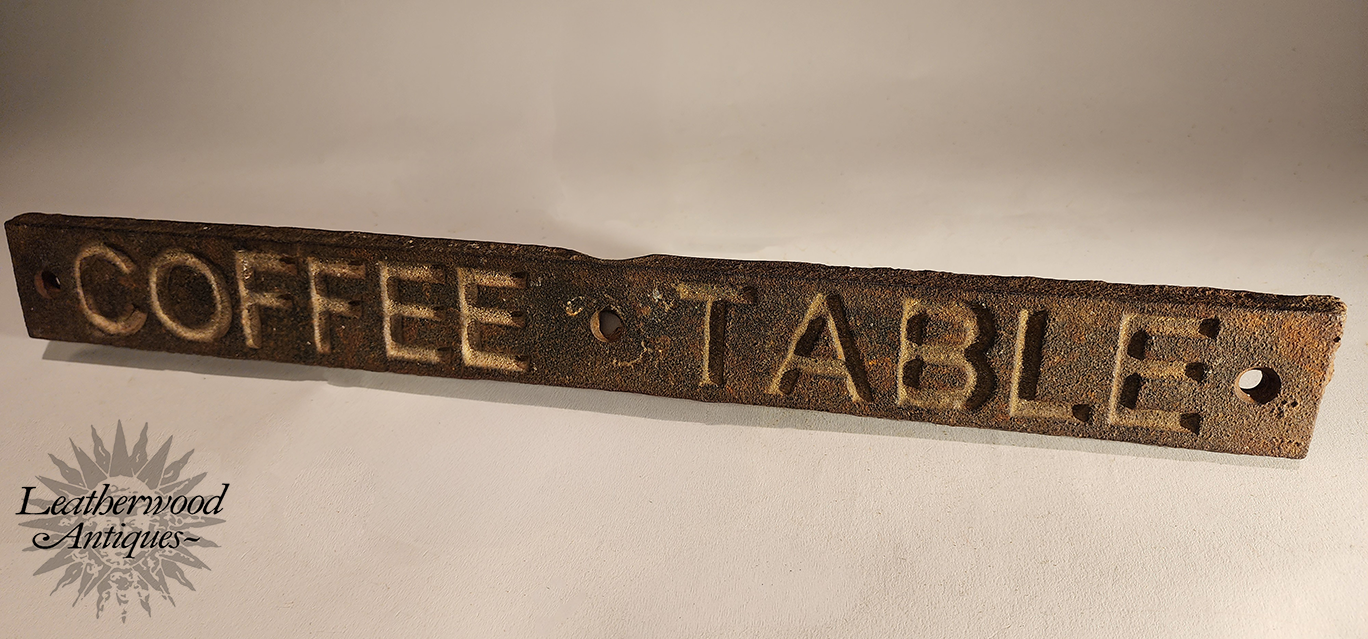 COFFEE TABLE
Leatherwood
Antiques~